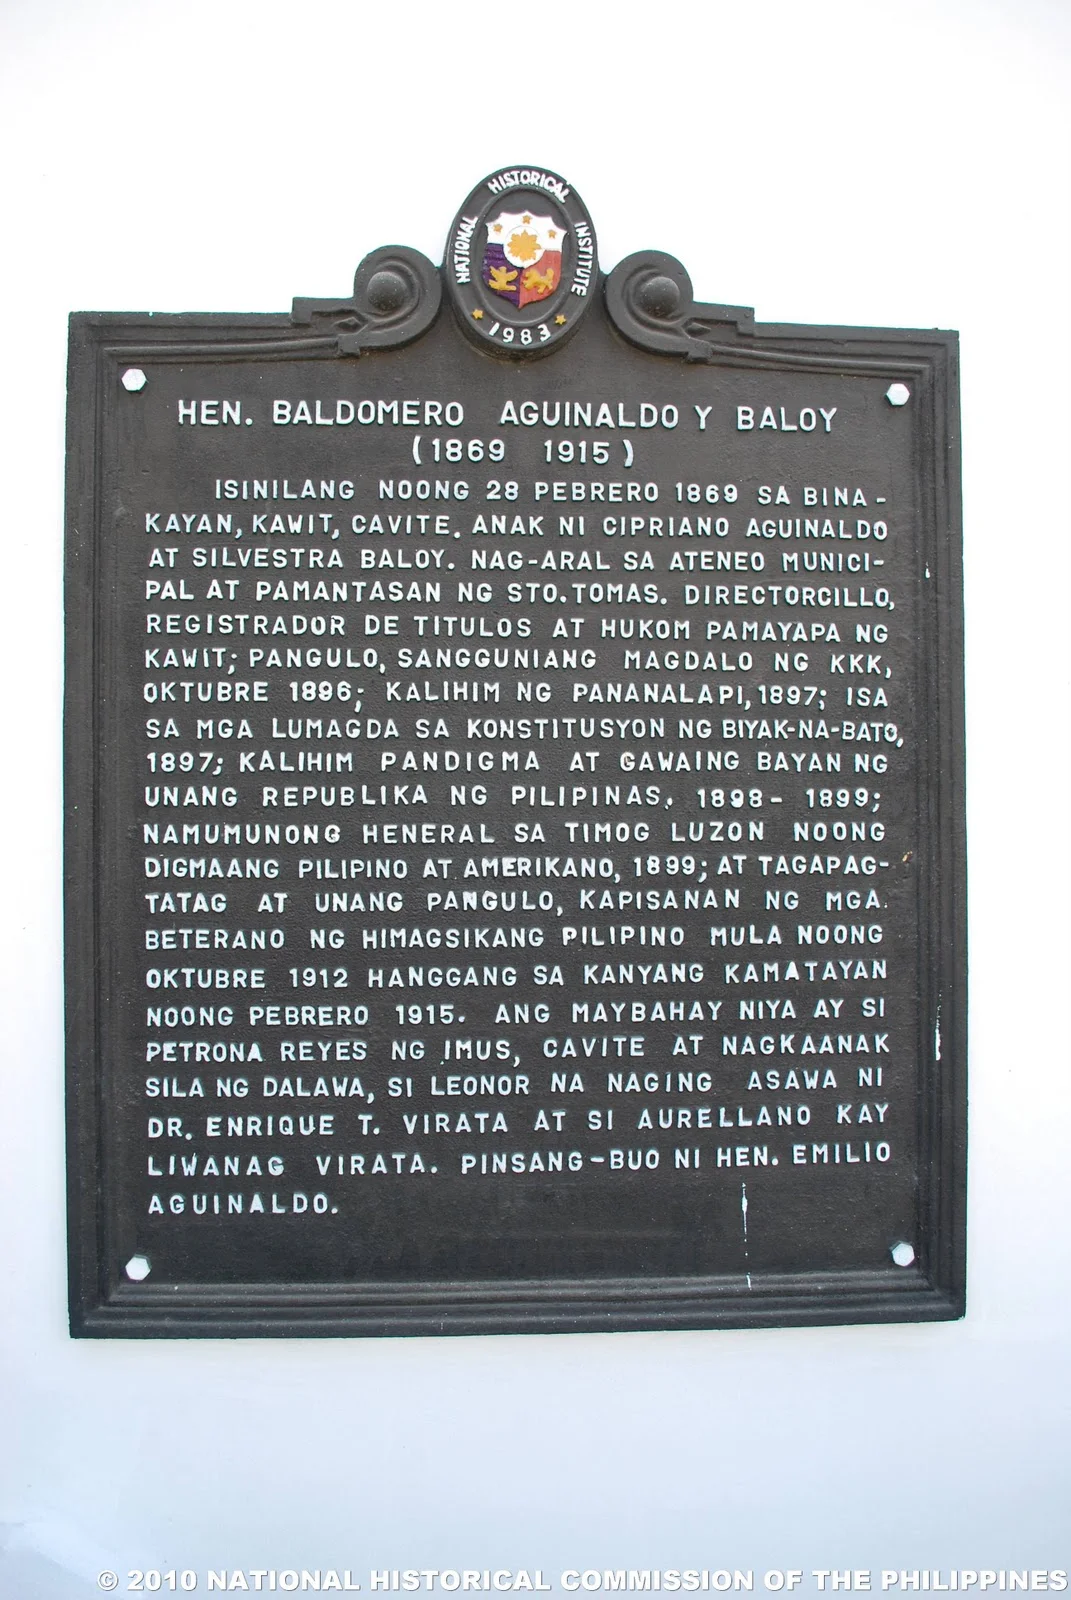 NATIONAL HISTORICAL INSTITUTE
1983
HEN. BALDOMERO AGUINALDO Y BALOY
(1869 1915)
ISINILANG NOONG 28 PEBRERO 1869 SA BINA-
KAYAN, KAWIT, CAVITE. ANAK NI CIPRIANO AGUINALDO
AT SILVESTRA BALOY. NAG-ARAL SA ATENEO MUNICI-
PAL AT PAMANTASAN NG STO.TOMAS. DIRECTORCILLO,
REGISTRADOR DE TITULOS AT HUKOM PAMAYAPA NG
KAWIT; PANGULO, SANGGUNIANG MAGDALO NG KKK,
OKTUBRE 1896; KALIHIM NG PANANALAPI, 1897; ISA
SA MGA LUMAGDA SA KONSTITUSYON NG BIYAK-NA-BATO,
1897; KALIHIM PANDIGMA AT GAWAING BAYAN NG
UNANG REPUBLIKA NG PILIPINAS, 1898- 1899;
NAMUMUNONG HENERAL SA TIMOG LUZON NOONG
DIGMAANG PILIPINO AT AMERIKANO, 1899; AT TAGAPAG-
TATAG AT UNANG PANGULO, KAPISANAN NG MGA
BETERANO NG HIMAGSIKANG PILIPINO MULA NOONG
OKTUBRE 1912 HANGGANG SA KANYANG KAMATAYAN
NOONG PEBRERO 1915. ANG MAYBAHAY NIYA AY SI
PETRONA REYES NG IMUS, CAVITE AT NAGKAANAK
SILA NG DALAWA, SI LEONOR NA NAGING ASAWA NI
DR. ENRIQUE T. VIRATA AT SI AURELLANO KAY
LIWANAG VIRATA. PINSANG-BUO NI HEN. EMILIO
AGUINALDO.
© 2010 NATIONAL HISTORICAL COMMISSION OF THE PHILIPPINES